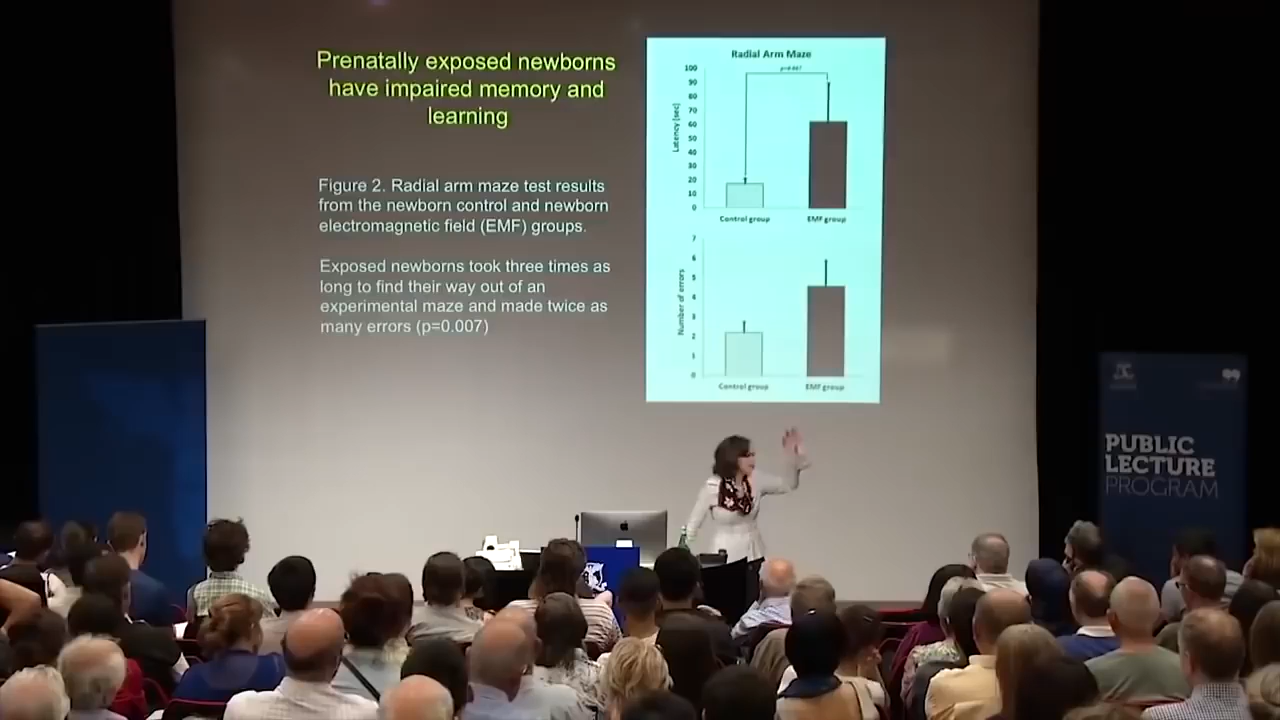 Prenatally exposed newborns
have impaired memory and
learning
Figure 2. Radial arm maze test results
from the newborn control and newborn
electromagnetic field (EMF) groups.
Exposed newborns took three times as
long to find their way out of an
experimental maze and made twice as
many errors (p=0.007)
Radial Arm Maze
100
90
80
70
60
50
40
30
20
10
0
Latency [sec]
Control group
EMF group
7
6
5
4
3
2
1
0
Number of errors
Control group
EMF group
PUBLIC
LECTURE
PROGRAM